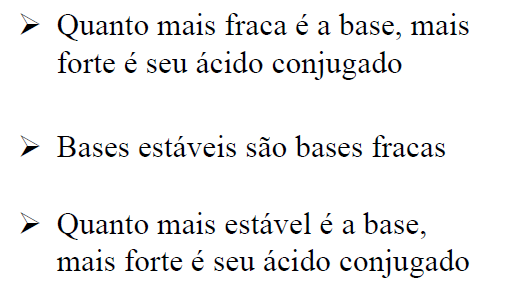 ➢ Quanto mais fraca é a base, mais
forte é seu ácido conjugado
➢ Bases estáveis são bases fracas
➢ Quanto mais estável é a base,
mais forte é seu ácido conjugado